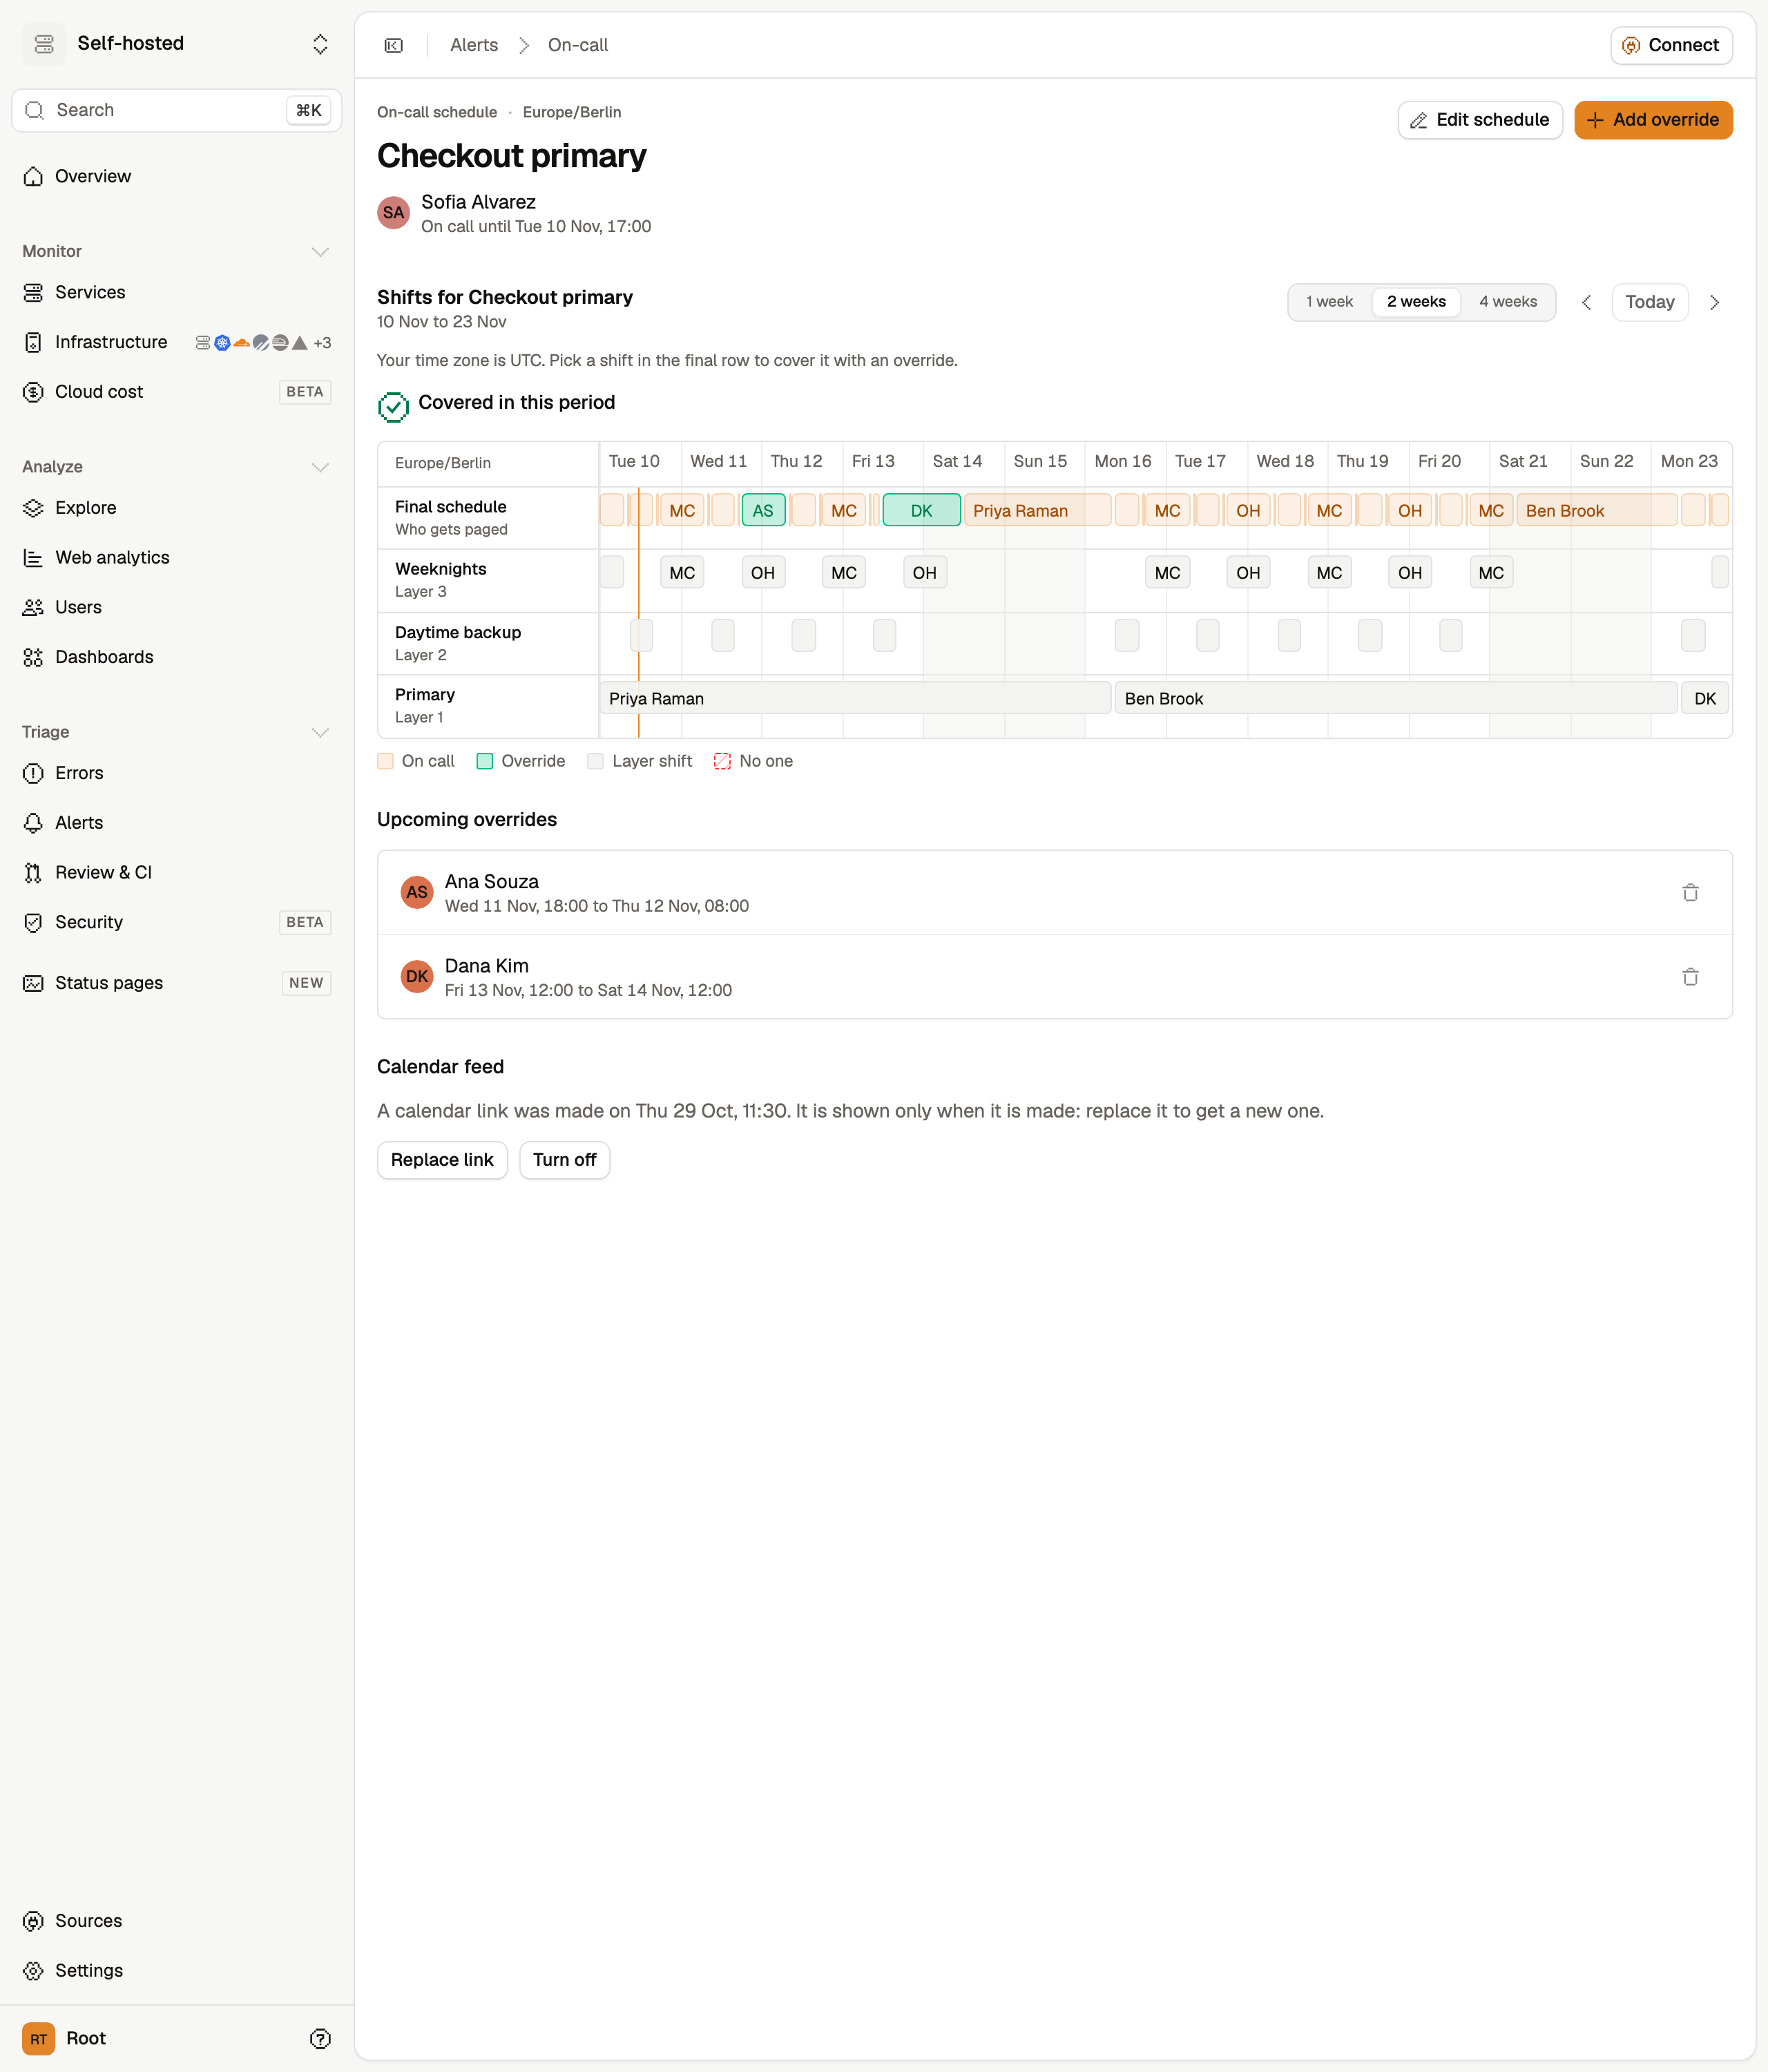 Self-hosted
Search
⌘K
Overview
Monitor
Services
Infrastructure
+3
Cloud cost
BETA
Analyze
Explore
Web analytics
Users
Dashboards
Triage
Errors
Alerts
Review & CI
Security
BETA
Status pages
NEW
Sources
Settings
RT
Root
Alerts
On-call
Connect
On-call schedule · Europe/Berlin
Edit schedule
Add override
Checkout primary
SA
Sofia Alvarez
On call until Tue 10 Nov, 17:00
Shifts for Checkout primary
10 Nov to 23 Nov
1 week
2 weeks
4 weeks
Today
Your time zone is UTC. Pick a shift in the final row to cover it with an override.
Covered in this period
Europe/Berlin
Tue 10
Wed 11
Thu 12
Fri 13
Sat 14
Sun 15
Mon 16
Tue 17
Wed 18
Thu 19
Fri 20
Sat 21
Sun 22
Mon 23
Final schedule
Who gets paged
MC
AS
MC
DK
Priya Raman
MC
OH
MC
OH
MC
Ben Brook
Weeknights
Layer 3
MC
OH
MC
OH
MC
OH
MC
OH
MC
Daytime backup
Layer 2
Primary
Layer 1
Priya Raman
Ben Brook
DK
On call
Override
Layer shift
No one
Upcoming overrides
AS
Ana Souza
Wed 11 Nov, 18:00 to Thu 12 Nov, 08:00
DK
Dana Kim
Fri 13 Nov, 12:00 to Sat 14 Nov, 12:00
Calendar feed
A calendar link was made on Thu 29 Oct, 11:30. It is shown only when it is made: replace it to get a new one.
Replace link
Turn off